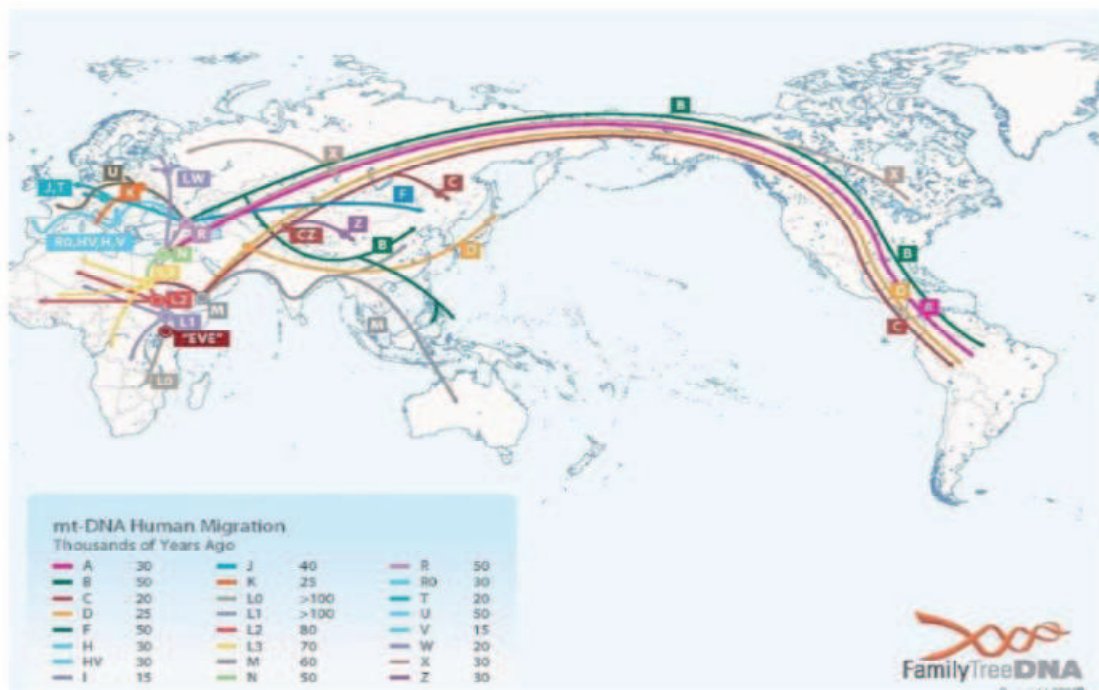 B
X
X
LW
U
J,T
K
C
F
R
CZ
Z
R0,HV,H,V
B
D
N
B
L3
L2
M
L1
M
"EVE"
A
C
L0
mt-DNA Human Migration
Thousands of Years Ago
A 30 J 40 R 50
B 50 K 25 R0 30
C 20 L0 >100 T 20
D 25 L1 >100 U 50
F 50 L2 80 V 15
H 30 L3 70 W 20
HV 30 M 60 X 30
I 15 N 50 Z 30
FamilyTreeDNA